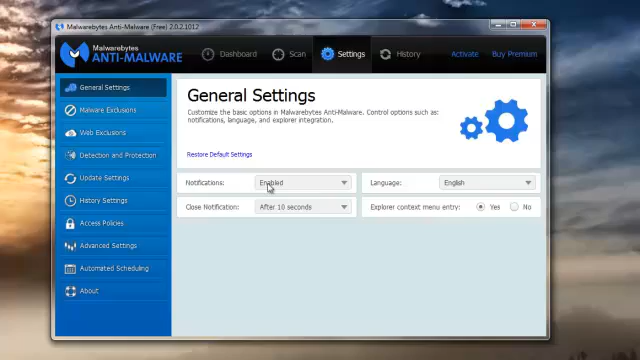 Malwarebytes Anti-Malware (Free) 2.0.2.1012
Malwarebytes
ANTI-MALWARE
Dashboard
Scan
Settings
History
Activate
Buy Premium
General Settings
Malware Exclusions
Web Exclusions
Detection and Protection
Update Settings
History Settings
Access Policies
Advanced Settings
Automated Scheduling
About
General Settings
Customize the basic options in Malwarebytes Anti-Malware. Control options such as:
notifications, language, and explorer integration.
Restore Default Settings
Notifications: Enabled
Language: English
Close Notification: After 10 seconds
Explorer context menu entry: Yes No